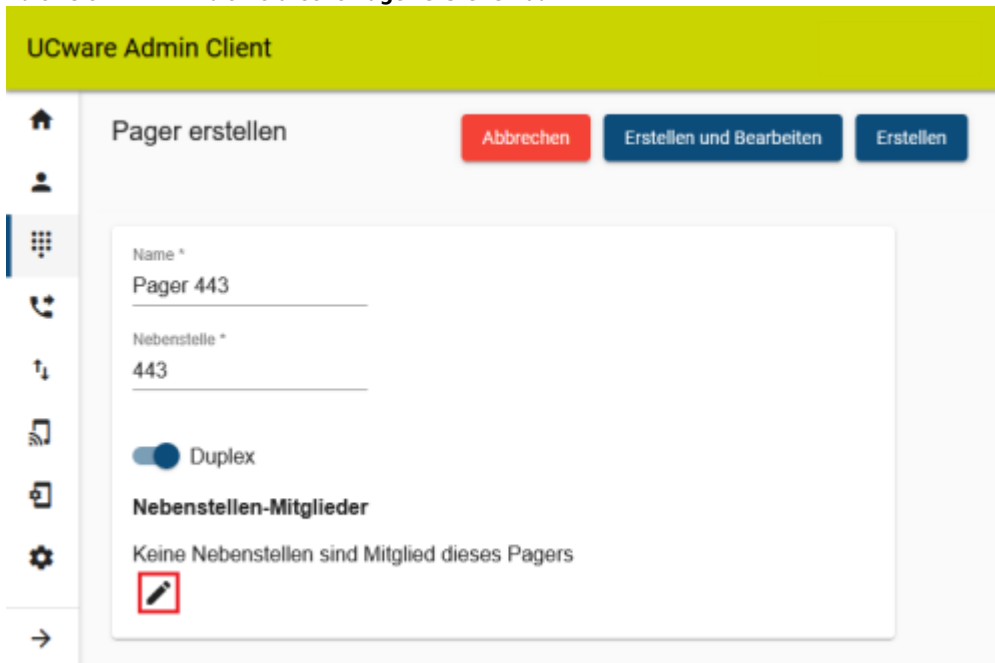 UCware Admin Client
Pager erstellen
Abbrechen
Erstellen und Bearbeiten
Erstellen
Name *
Pager 443
Nebenstelle *
443
Duplex
Nebenstellen-Mitglieder
Keine Nebenstellen sind Mitglied dieses Pagers